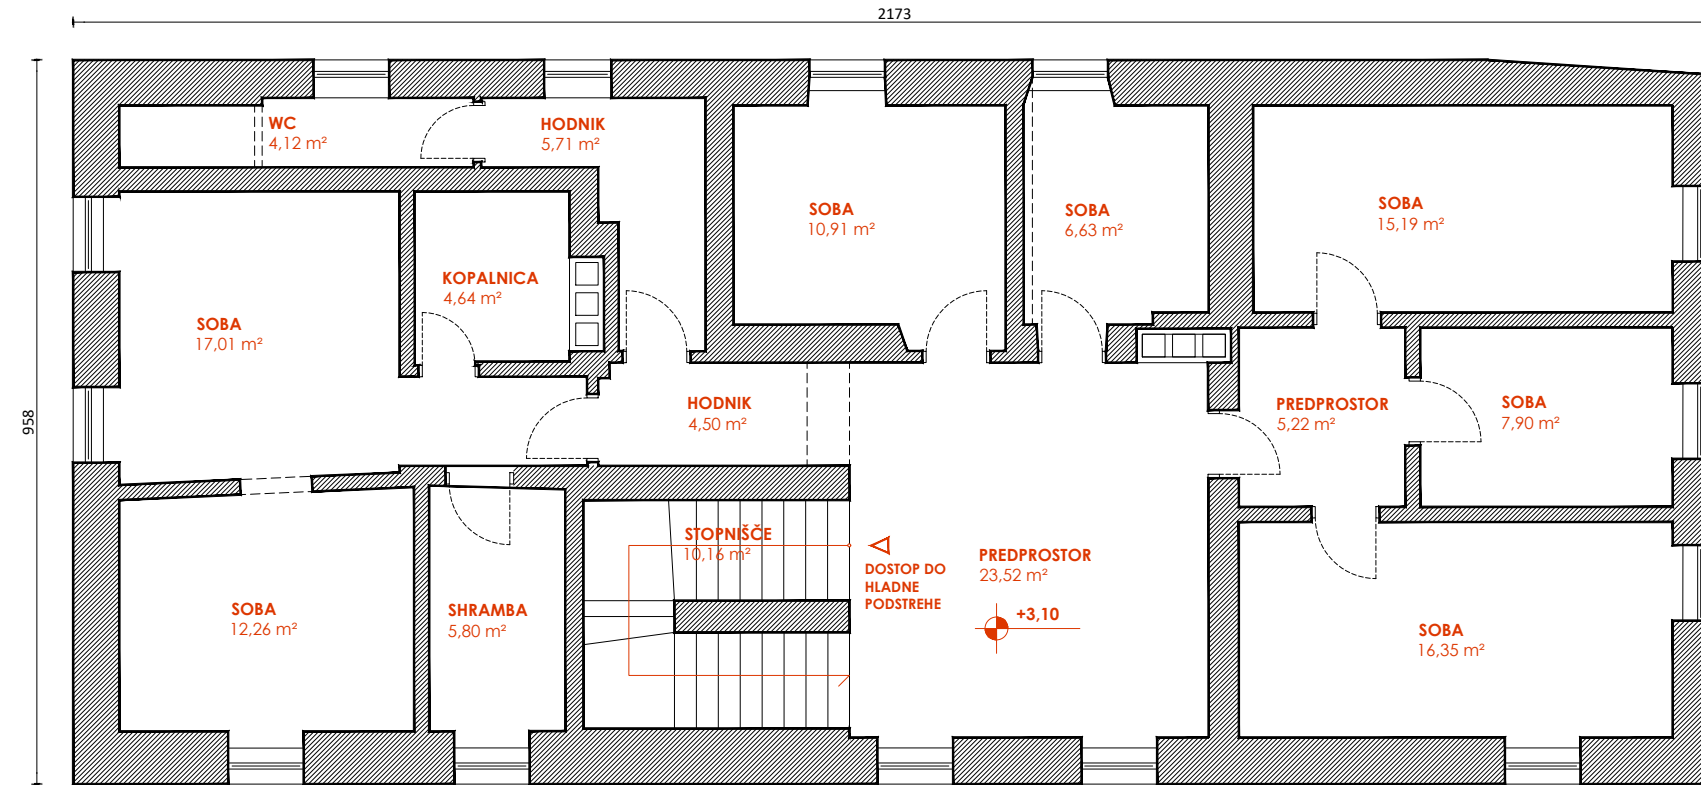 2173
958
WC
4,12 m²
HODNIK
5,71 m²
SOBA
10,91 m²
SOBA
6,63 m²
SOBA
15,19 m²
KOPALNICA
4,64 m²
SOBA
17,01 m²
HODNIK
4,50 m²
PREDPROSTOR
5,22 m²
SOBA
7,90 m²
STOPNIŠČE
10,16 m²
DOSTOP DO
HLADNE
PODSTREHE
PREDPROSTOR
23,52 m²
+3,10
SOBA
12,26 m²
SHRAMBA
5,80 m²
SOBA
16,35 m²